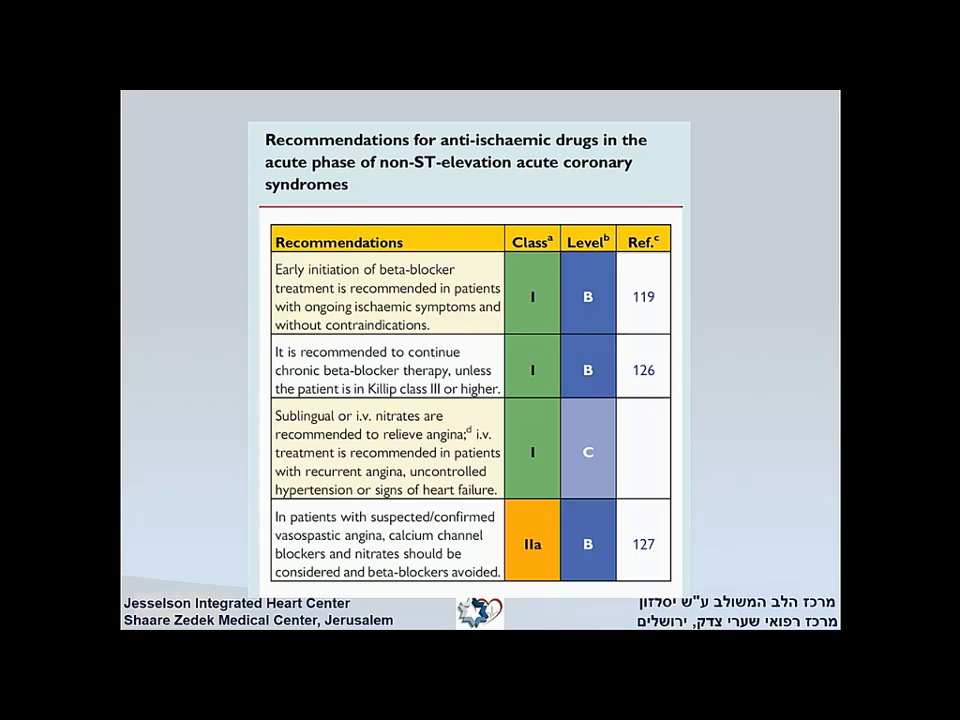 Recommendations for anti-ischaemic drugs in the
acute phase of non-ST-elevation acute coronary
syndromes
Recommendations Classᵃ Levelᵇ Ref.ᶜ
Early initiation of beta-blocker
treatment is recommended in patients
with ongoing ischaemic symptoms and
without contraindications.
I B 119
It is recommended to continue
chronic beta-blocker therapy, unless
the patient is in Killip class III or higher.
I B 126
Sublingual or i.v. nitrates are
recommended to relieve angina;ᵈ i.v.
treatment is recommended in patients
with recurrent angina, uncontrolled
hypertension or signs of heart failure.
I C
In patients with suspected/confirmed
vasospastic angina, calcium channel
blockers and nitrates should be
considered and beta-blockers avoided.
IIa B 127
Jesselson Integrated Heart Center
Shaare Zedek Medical Center, Jerusalem
מרכז הלב המשולב ע"ש יסלזון
מרכז רפואי שערי צדק, ירושלים